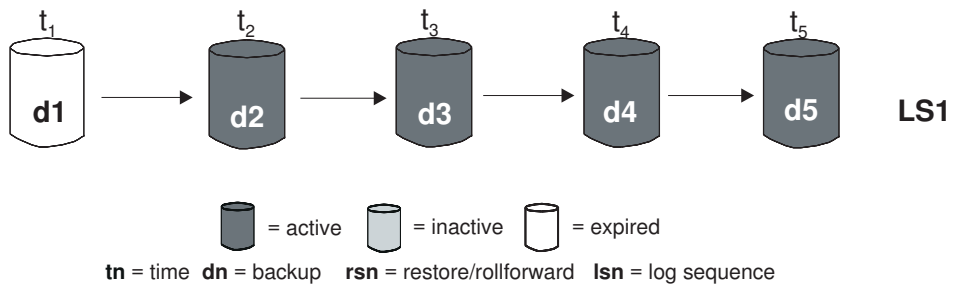 t1 t2 t3 t4 t5
d1 d2 d3 d4 d5 LS1
= active = inactive = expired
tn = time dn = backup rsn = restore/rollforward lsn = log sequence